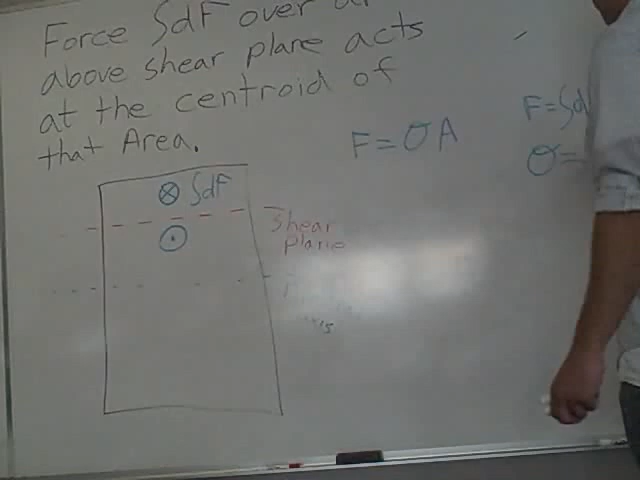 Force ∫dF over
above shear plane acts
at the centroid of
that Area.
F = σA
F=∫d
σ=
⊗ ∫dF
Shear
plane